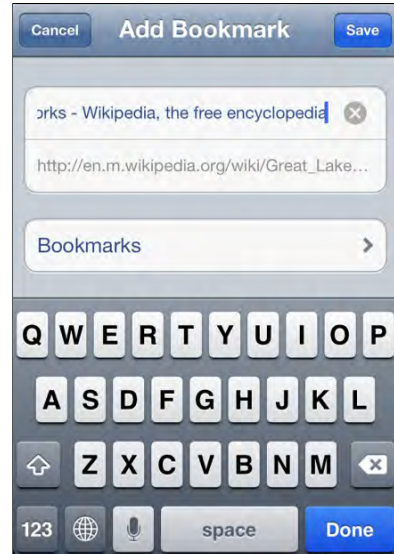 Cancel Add Bookmark Save
orks - Wikipedia, the free encyclopedia
http://en.m.wikipedia.org/wiki/Great_Lake...
Bookmarks
Q W E R T Y U I O P
A S D F G H J K L
Z X C V B N M
123 space Done